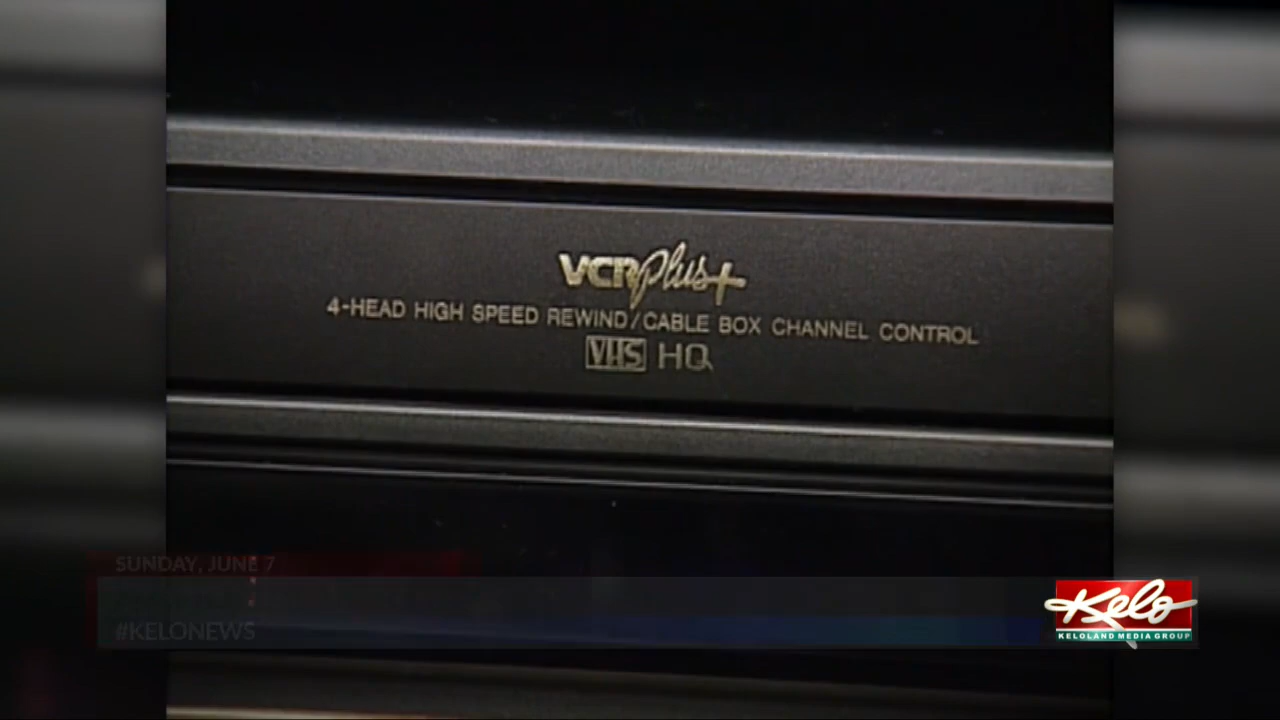 VCRplus+
4-HEAD HIGH SPEED REWIND/CABLE BOX CHANNEL CONTROL
VHS HQ
SUNDAY, JUNE 7
#KELONEWS
Kelo
KELOLAND MEDIA GROUP